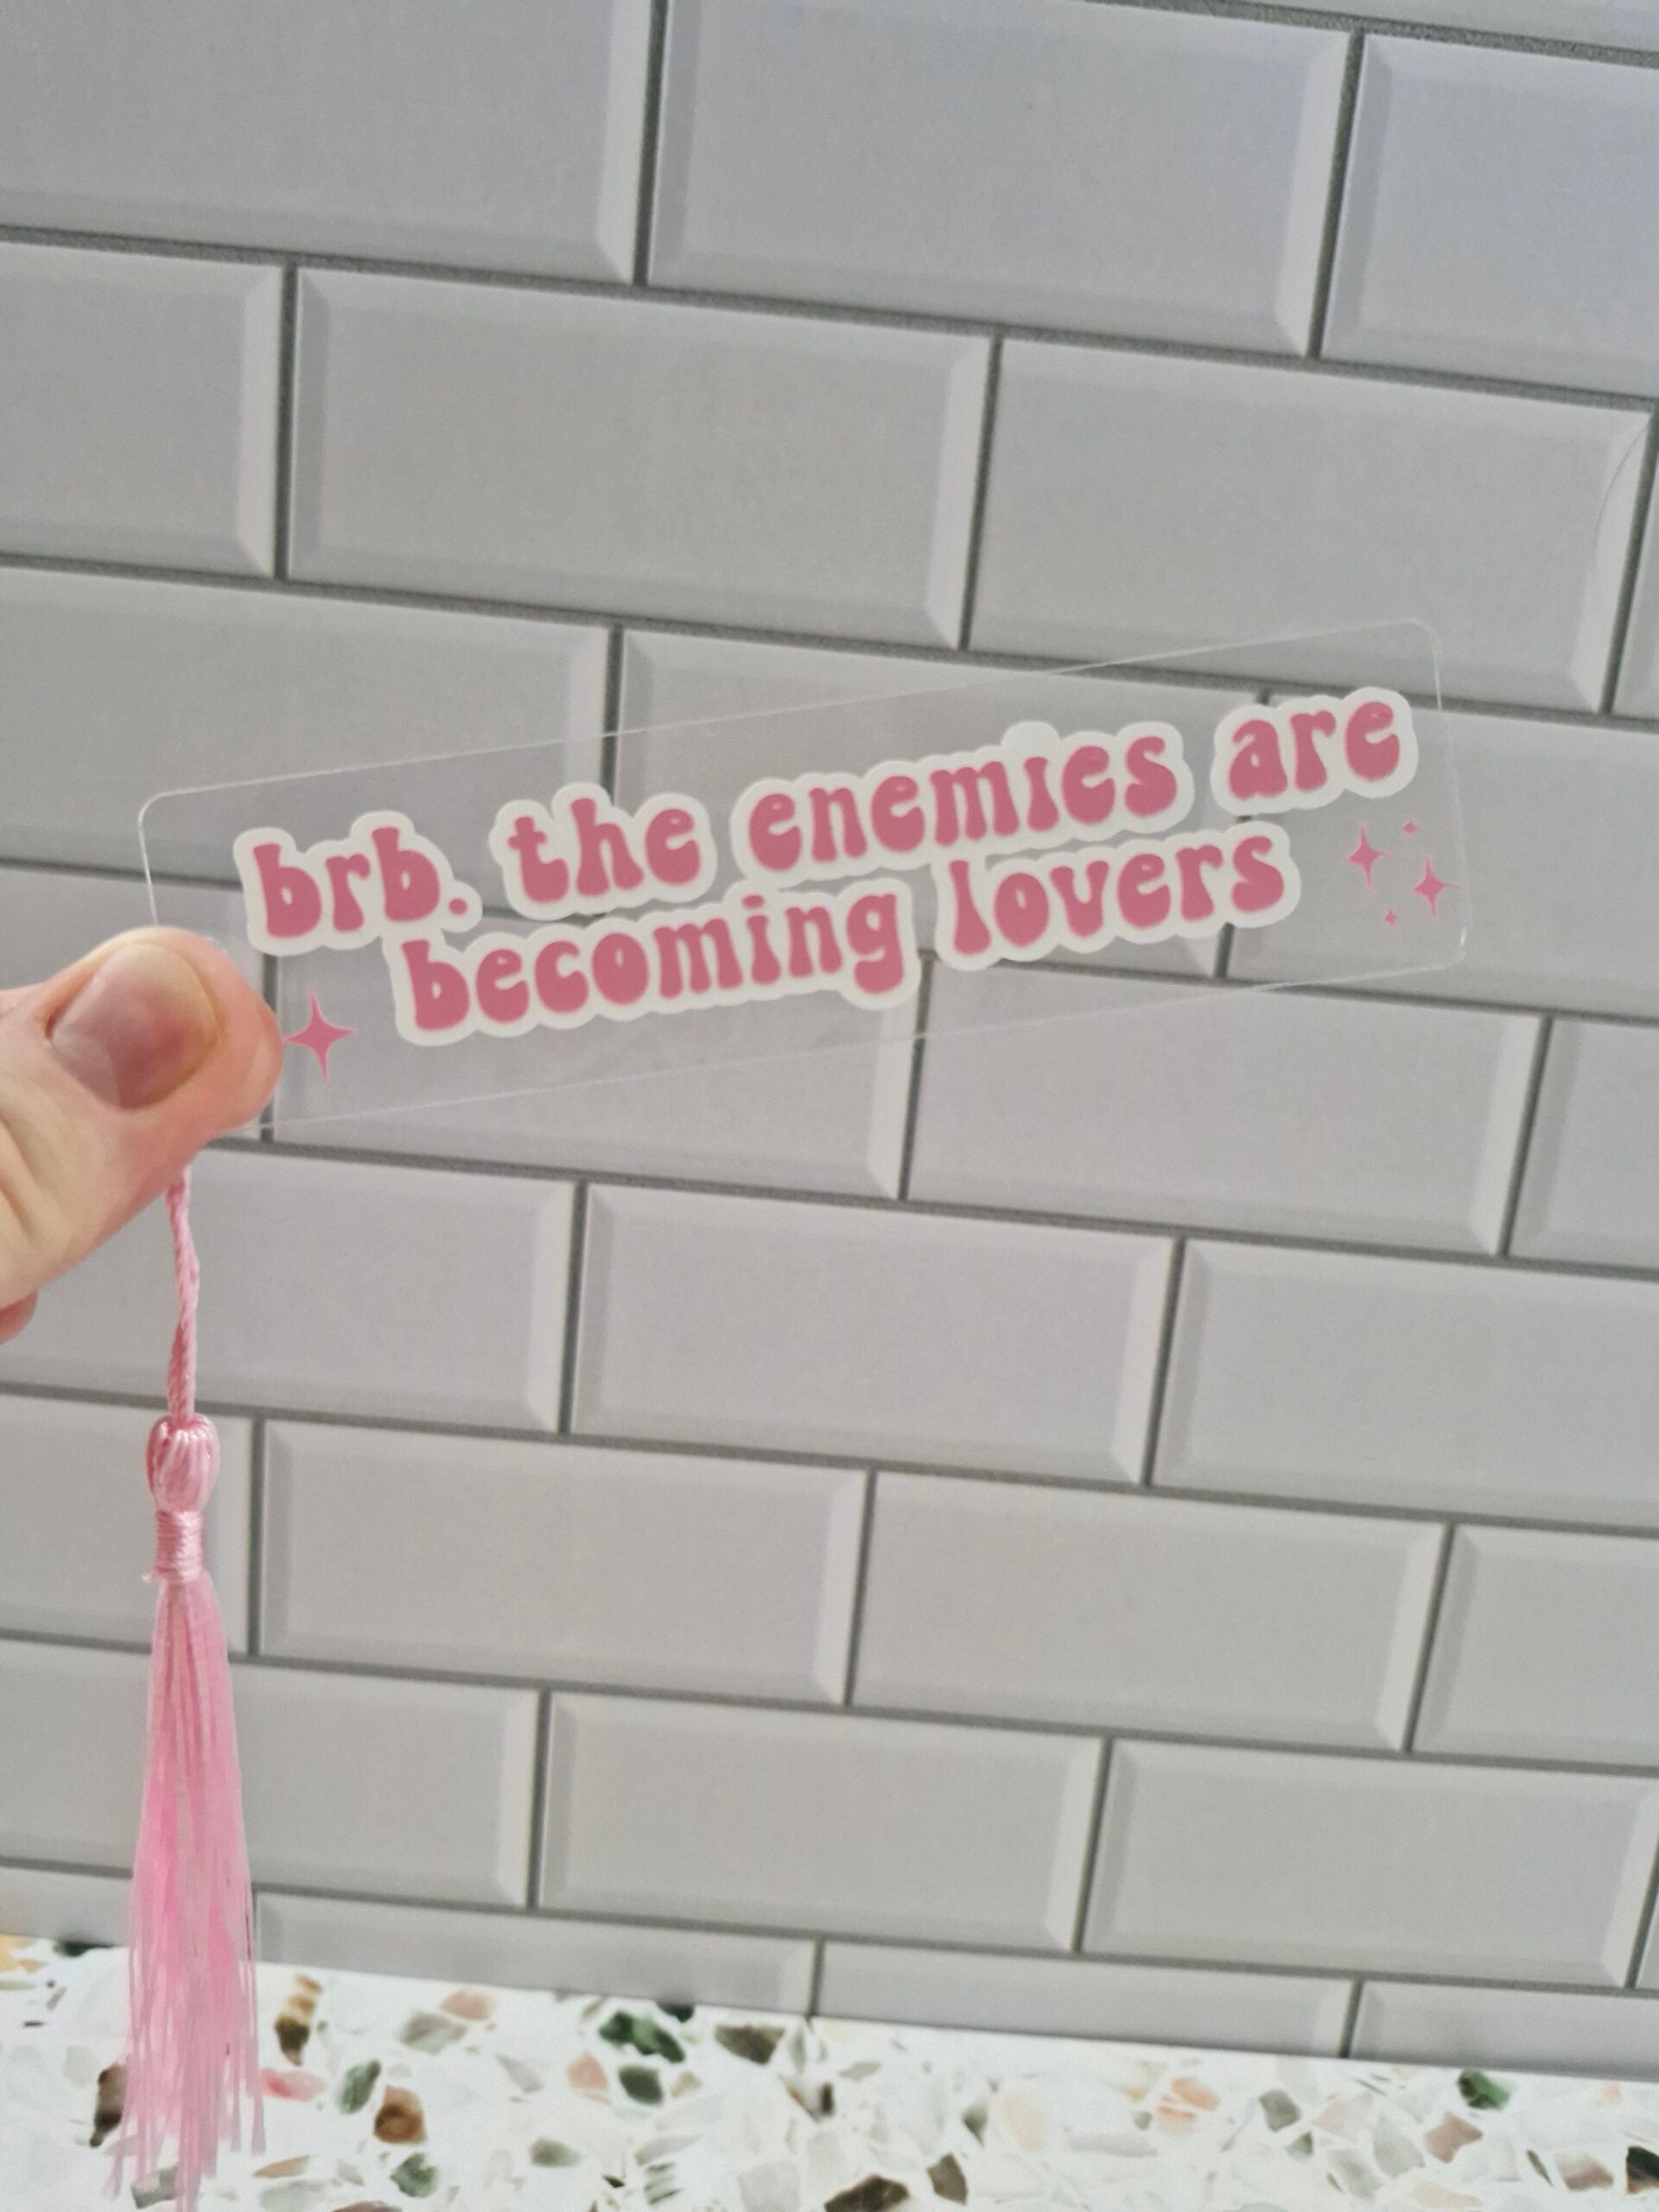 brb. the enemies are
becoming lovers